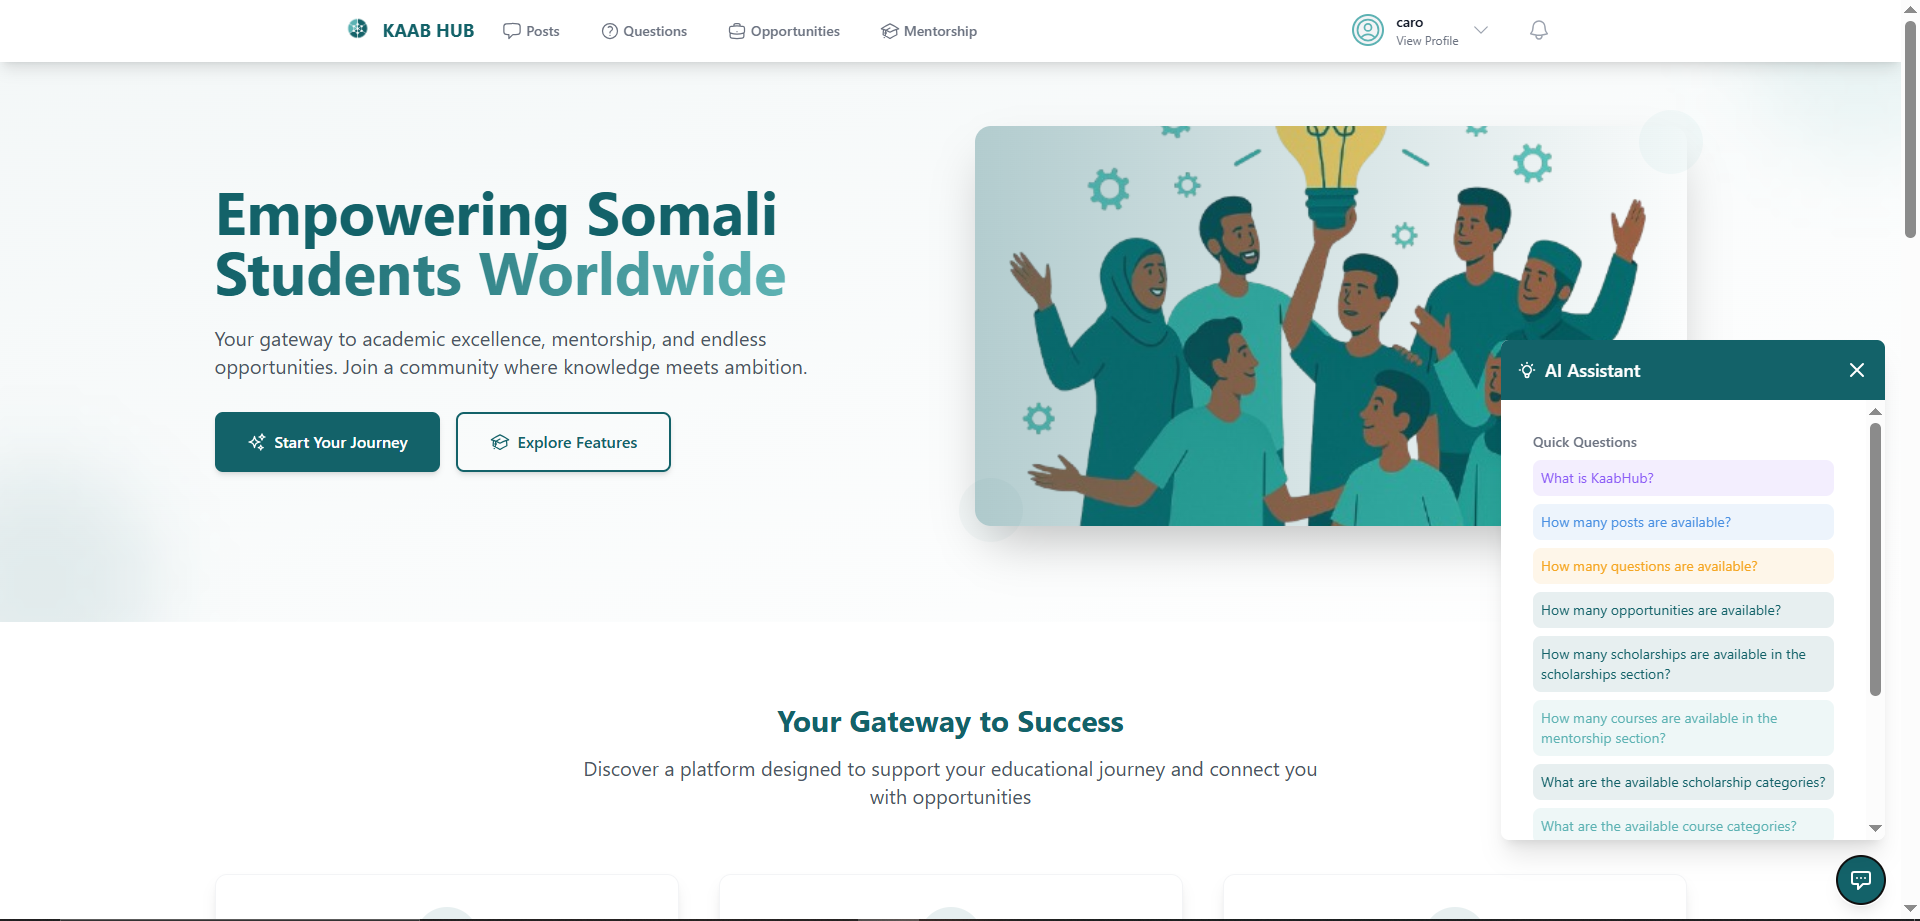 KAAB HUB
Posts
Questions
Opportunities
Mentorship
caro
View Profile
Empowering Somali
Students Worldwide
Your gateway to academic excellence, mentorship, and endless
opportunities. Join a community where knowledge meets ambition.
Start Your Journey
Explore Features
AI Assistant
Quick Questions
What is KaabHub?
How many posts are available?
How many questions are available?
How many opportunities are available?
How many scholarships are available in the
scholarships section?
How many courses are available in the
mentorship section?
What are the available scholarship categories?
What are the available course categories?
Your Gateway to Success
Discover a platform designed to support your educational journey and connect you
with opportunities